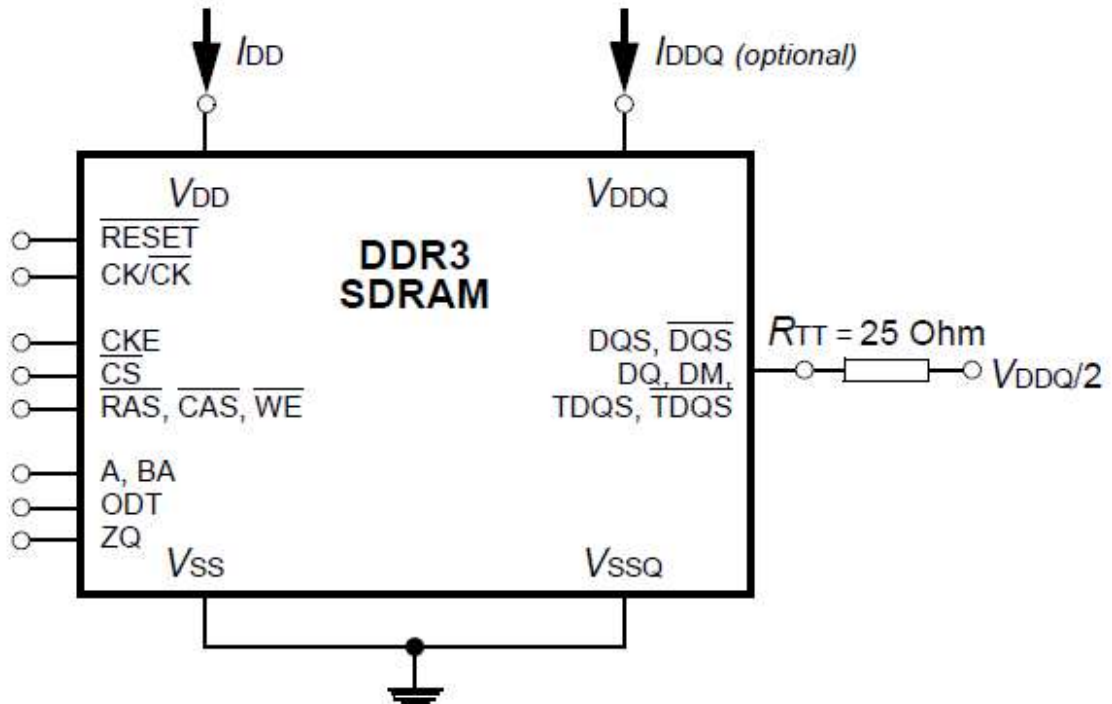 IDD
IDDQ (optional)
VDD
VDDQ
RESET
CK/CK
DDR3
SDRAM
CKE
CS
RAS, CAS, WE
DQS, DQS
DQ, DM,
TDQS, TDQS
RTT = 25 Ohm
VDDQ/2
A, BA
ODT
ZQ
VSS
VSSQ